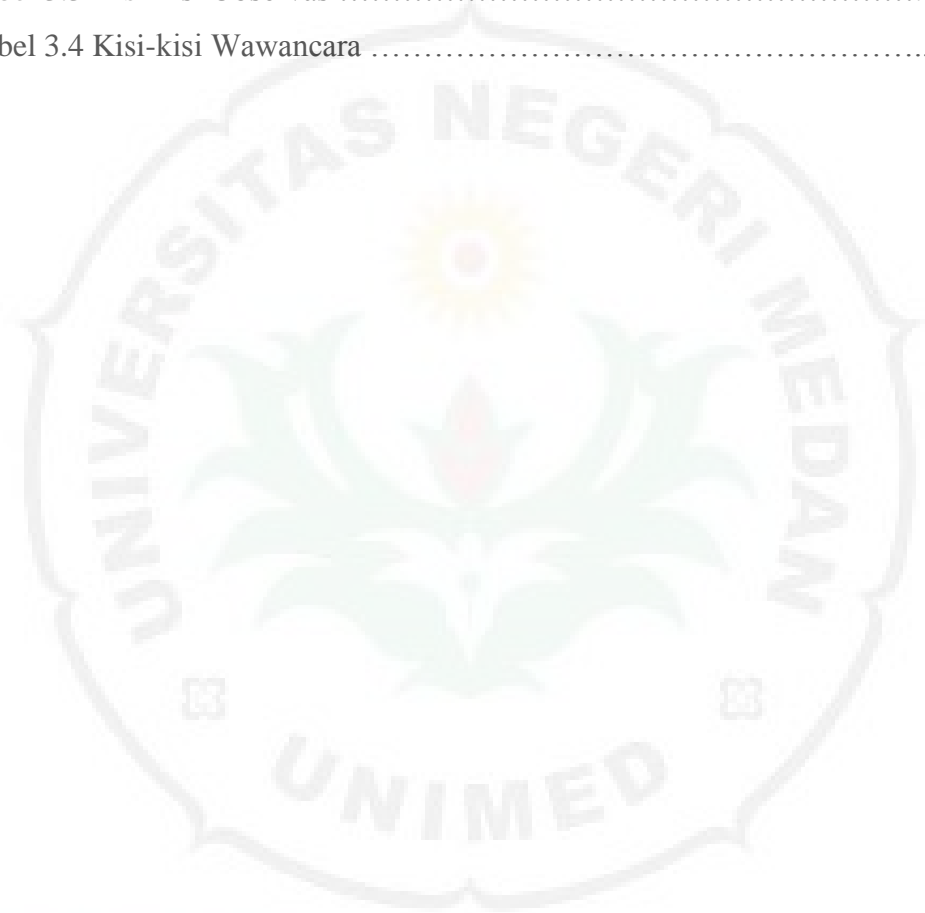 bel 3.4 Kisi-kisi Wawancara ……………………………………………………
UNIVERSITAS NEGERI MEDAN
UNIMED